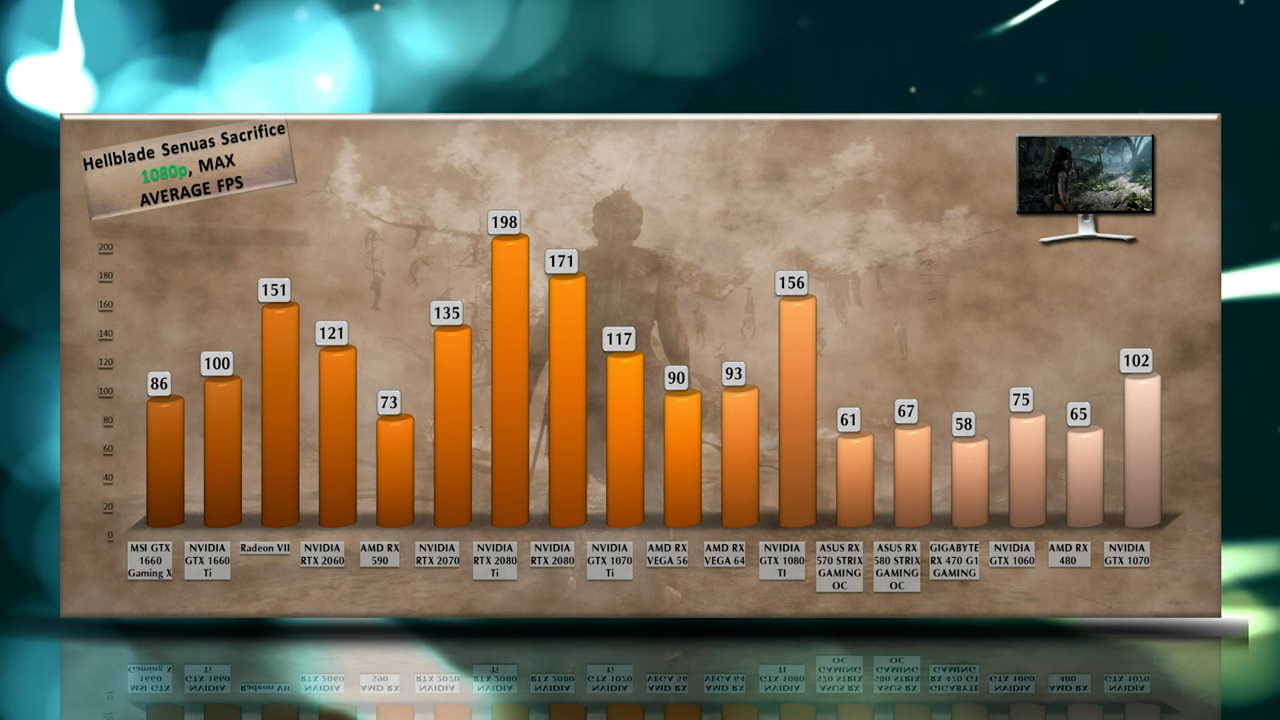 Hellblade Senuas Sacrifice
1080p, MAX
AVERAGE FPS
200
180
160
140
120
100
80
60
40
20
0
86
100
151
121
73
135
198
171
117
90
93
156
61
67
58
75
65
102
MSI GTX
1660
Gaming X
NVIDIA
GTX 1660
Ti
Radeon VII
NVIDIA
RTX 2060
AMD RX
590
NVIDIA
RTX 2070
NVIDIA
RTX 2080
Ti
NVIDIA
RTX 2080
NVIDIA
GTX 1070
Ti
AMD RX
VEGA 56
AMD RX
VEGA 64
NVIDIA
GTX 1080
TI
ASUS RX
570 STRIX
GAMING
OC
ASUS RX
580 STRIX
GAMING
OC
GIGABYTE
RX 470 G1
GAMING
NVIDIA
GTX 1060
AMD RX
480
NVIDIA
GTX 1070